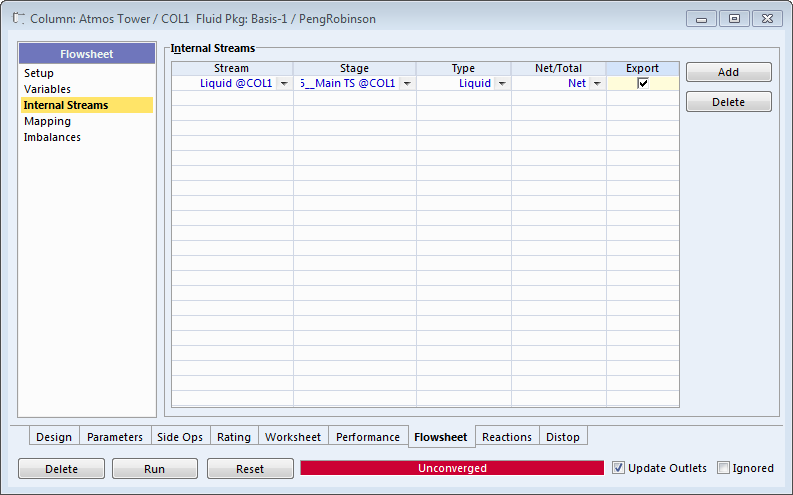 Column: Atmos Tower / COL1 Fluid Pkg: Basis-1 / PengRobinson
Flowsheet
Setup
Variables
Internal Streams
Mapping
Imbalances
Internal Streams
Stream Stage Type Net/Total Export
Liquid @COL1 5__Main TS @COL1 Liquid Net
Add
Delete
Design Parameters Side Ops Rating Worksheet Performance Flowsheet Reactions Distop
Delete Run Reset Unconverged Update Outlets Ignored